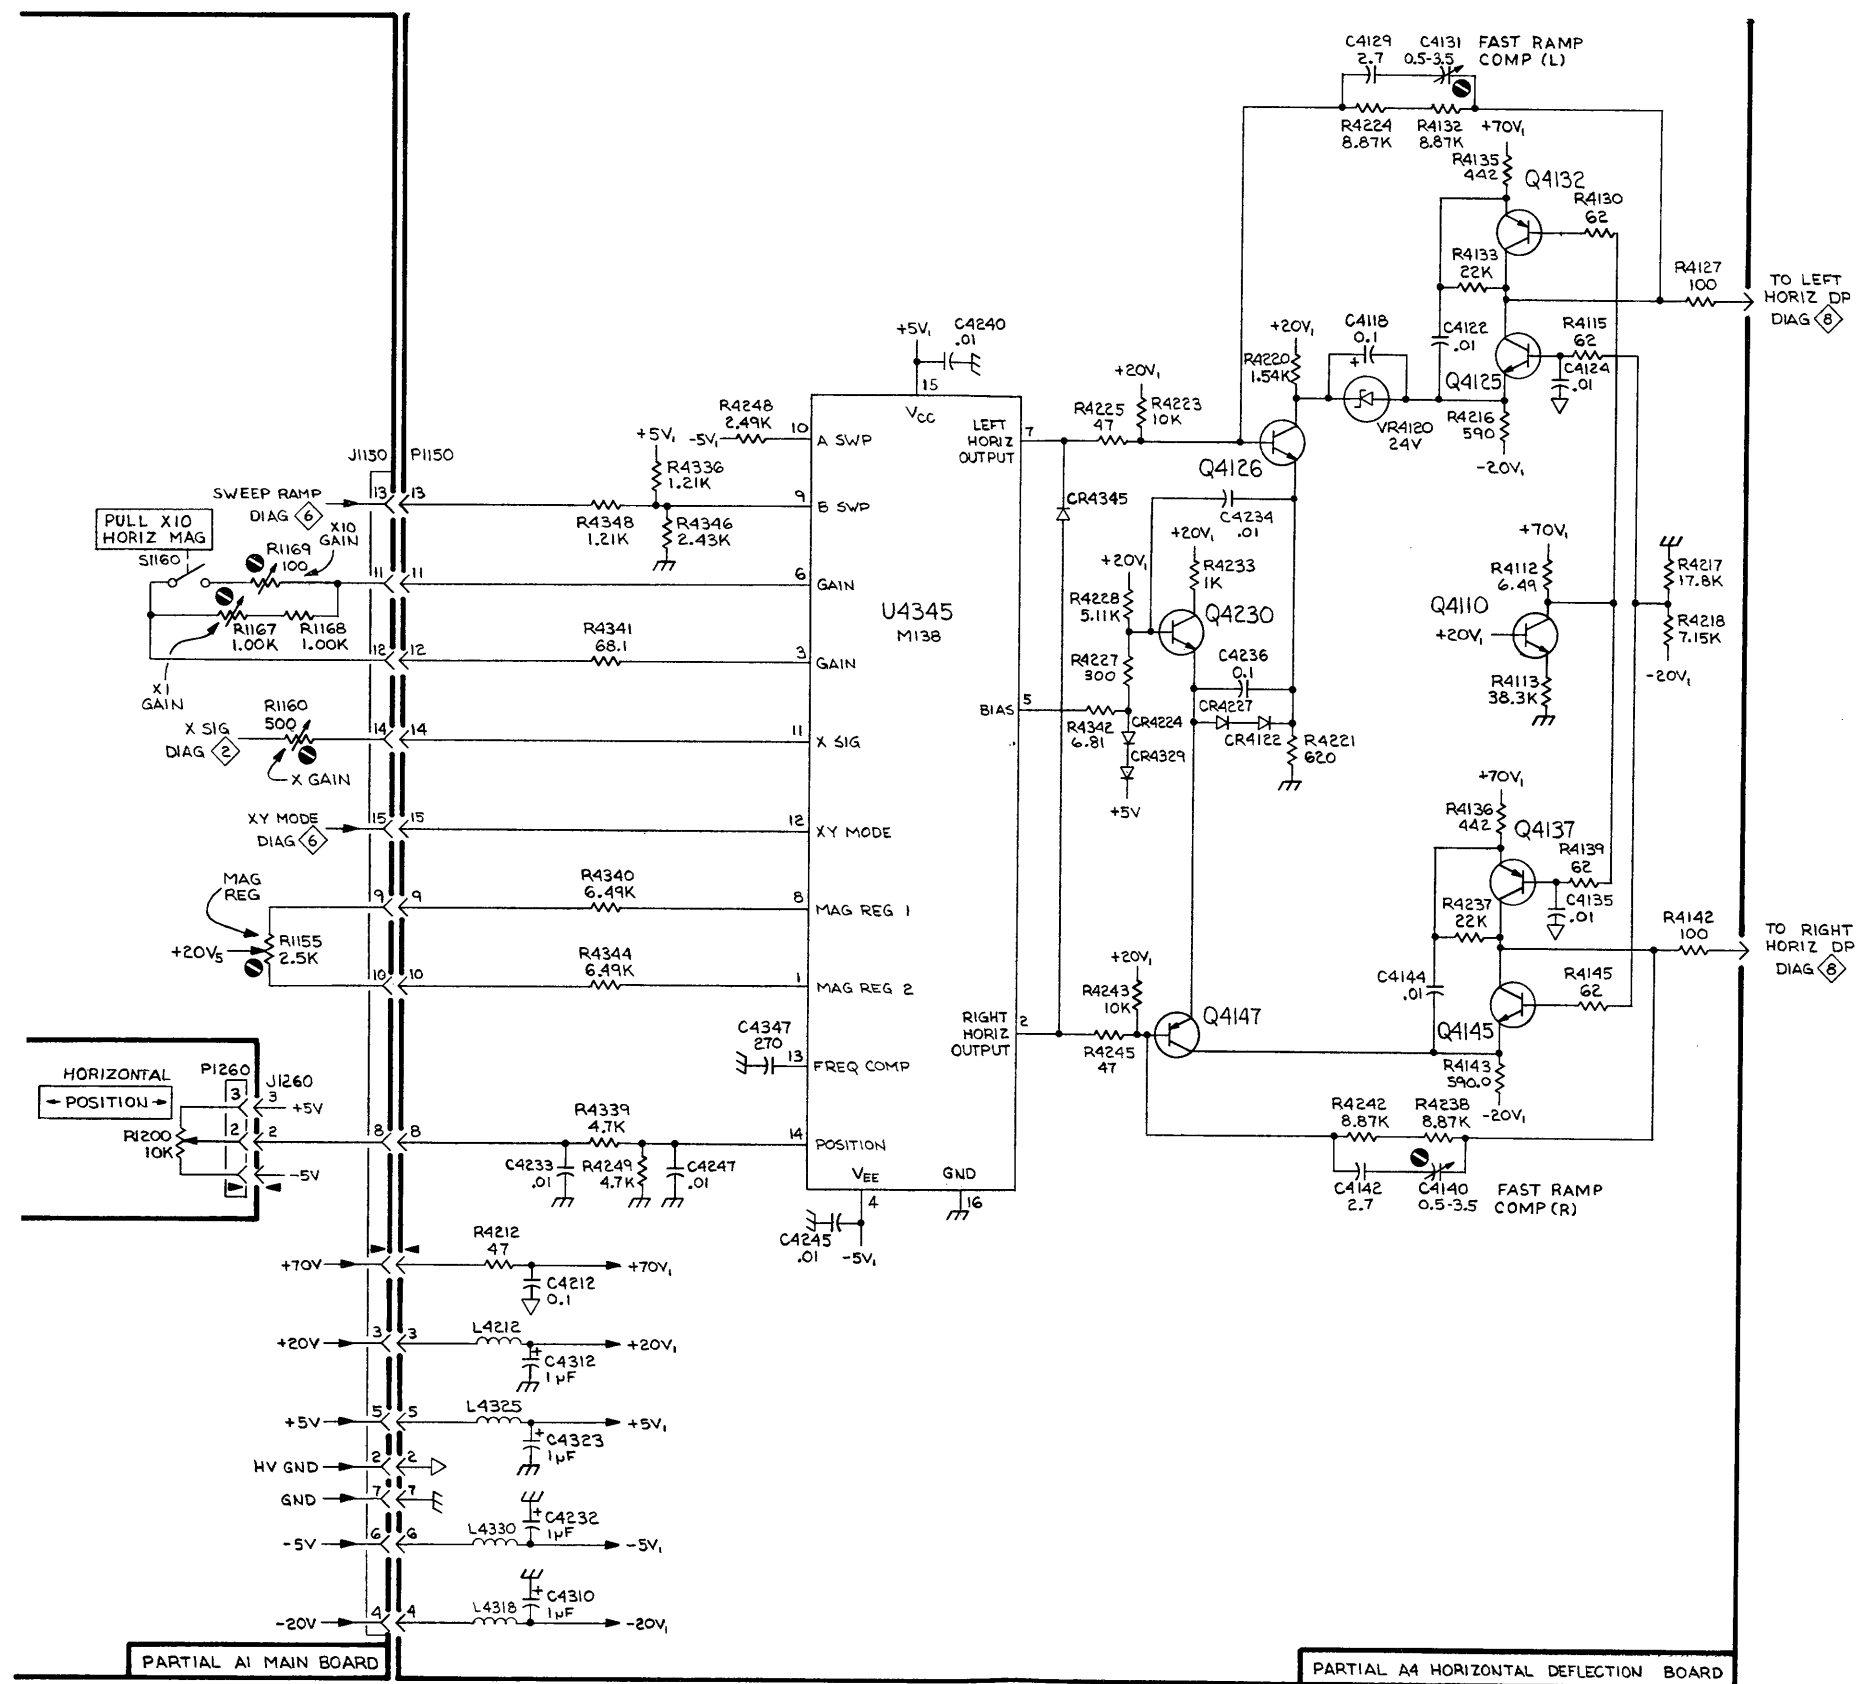 C4129
2.7
C4131
0.5-3.5
FAST RAMP
COMP (L)
R4224
8.87K
R4132
8.87K
+70V₁
R4135
442
Q4132
R4130
62
R4133
22K
R4127
100
TO LEFT
HORIZ DP
DIAG 8
+5V₁
C4240
.01
+20V₁
C4118
0.1
+
C4122
.01
R4115
62
R4220
1.54K
Q4125
C4124
.01
+20V₁
R4223
10K
R4225
47
VR4120
24V
R4216
590
-20V₁
Q4126
15
VCC
R4248
2.49K
-5V₁
10
A SWP
LEFT
HORIZ
OUTPUT
7
J1150
P1150
+5V₁
R4336
1.21K
SWEEP RAMP
DIAG 6
13
13
R4348
1.21K
R4346
2.43K
9
B SWP
CR4345
C4234
.01
PULL X10
HORIZ MAG
S1160
R1169
100
X10
GAIN
11
11
6
GAIN
R1167
1.00K
R1168
1.00K
X1
GAIN
12
12
R4341
68.1
3
GAIN
U4345
M138
+20V₁
R4228
5.11K
+20V₁
R4233
1K
Q4230
R4227
300
C4236
0.1
CR4227
CR4122
BIAS
5
R4342
6.81
CR4224
CR4329
+5V
R4221
620
+70V₁
R4112
6.49
Q4110
+20V₁
R4113
38.3K
R4217
17.8K
R4218
7.15K
-20V₁
R1160
500
X SIG
DIAG 2
X GAIN
14
14
11
X SIG
XY MODE
DIAG 6
15
15
12
XY MODE
+70V₁
R4136
442
Q4137
R4139
62
C4135
.01
R4237
22K
R4142
100
TO RIGHT
HORIZ DP
DIAG 8
MAG
REG
9
9
R4340
6.49K
8
MAG REG 1
+20V₅
R1155
2.5K
10
10
R4344
6.49K
1
MAG REG 2
+20V₁
R4243
10K
C4144
.01
R4145
62
Q4145
RIGHT
HORIZ
OUTPUT
2
R4245
47
Q4147
R4143
590.0
-20V₁
C4347
270
13
FREQ COMP
HORIZONTAL
POSITION
P1260
J1260
3
3
+5V
R1200
10K
2
2
-5V
8
8
R4339
4.7K
14
POSITION
C4233
.01
R4249
4.7K
C4247
.01
VEE
4
GND
16
C4245
.01
-5V₁
R4242
8.87K
R4238
8.87K
C4142
2.7
C4140
0.5-3.5
FAST RAMP
COMP (R)
+70V
R4212
47
+70V₁
C4212
0.1
+20V
3
3
L4212
+20V₁
+
C4312
1µF
+5V
5
5
L4325
+5V₁
+
C4323
1µF
HV GND
2
2
GND
7
7
+
C4232
1µF
-5V
6
6
L4330
-5V₁
+
C4310
1µF
-20V
4
4
L4318
-20V₁
PARTIAL A1 MAIN BOARD
PARTIAL A4 HORIZONTAL DEFLECTION BOARD